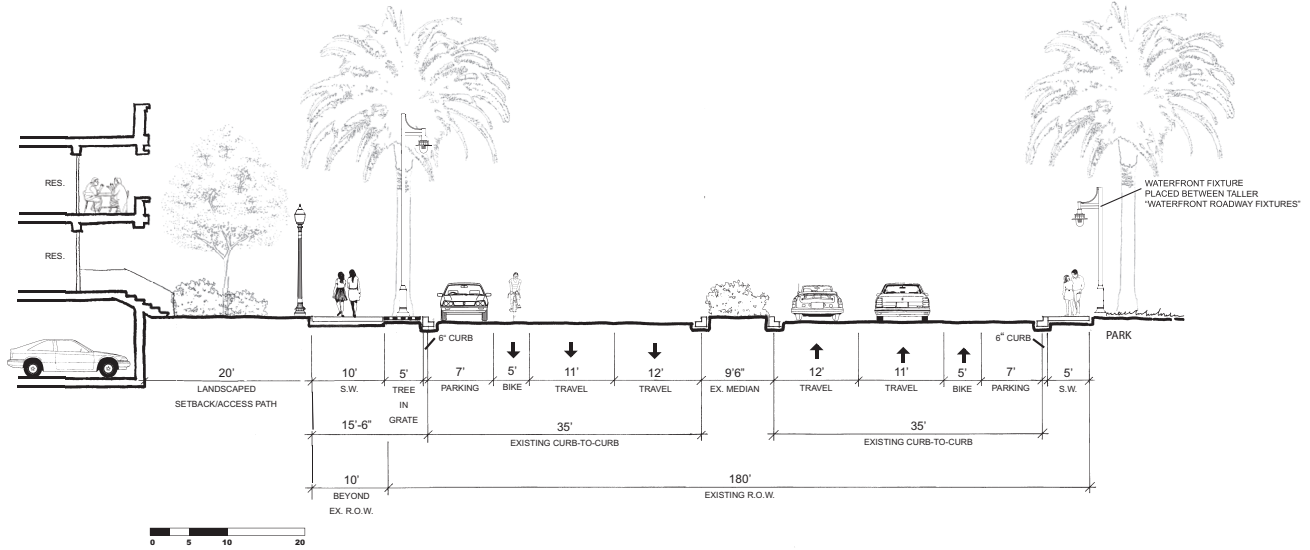 WATERFRONT FIXTURE
PLACED BETWEEN TALLER
"WATERFRONT ROADWAY FIXTURES"
RES.
RES.
6" CURB
6" CURB
PARK
20'
10'
5'
7'
5'
11'
12'
9'6"
12'
11'
5'
7'
5'
LANDSCAPED
SETBACK/ACCESS PATH
S.W.
TREE
IN
GRATE
PARKING
BIKE
TRAVEL
TRAVEL
EX. MEDIAN
TRAVEL
TRAVEL
BIKE
PARKING
S.W.
15'-6"
35'
EXISTING CURB-TO-CURB
35'
EXISTING CURB-TO-CURB
10'
BEYOND
EX. R.O.W.
180'
EXISTING R.O.W.
0 5 10 20